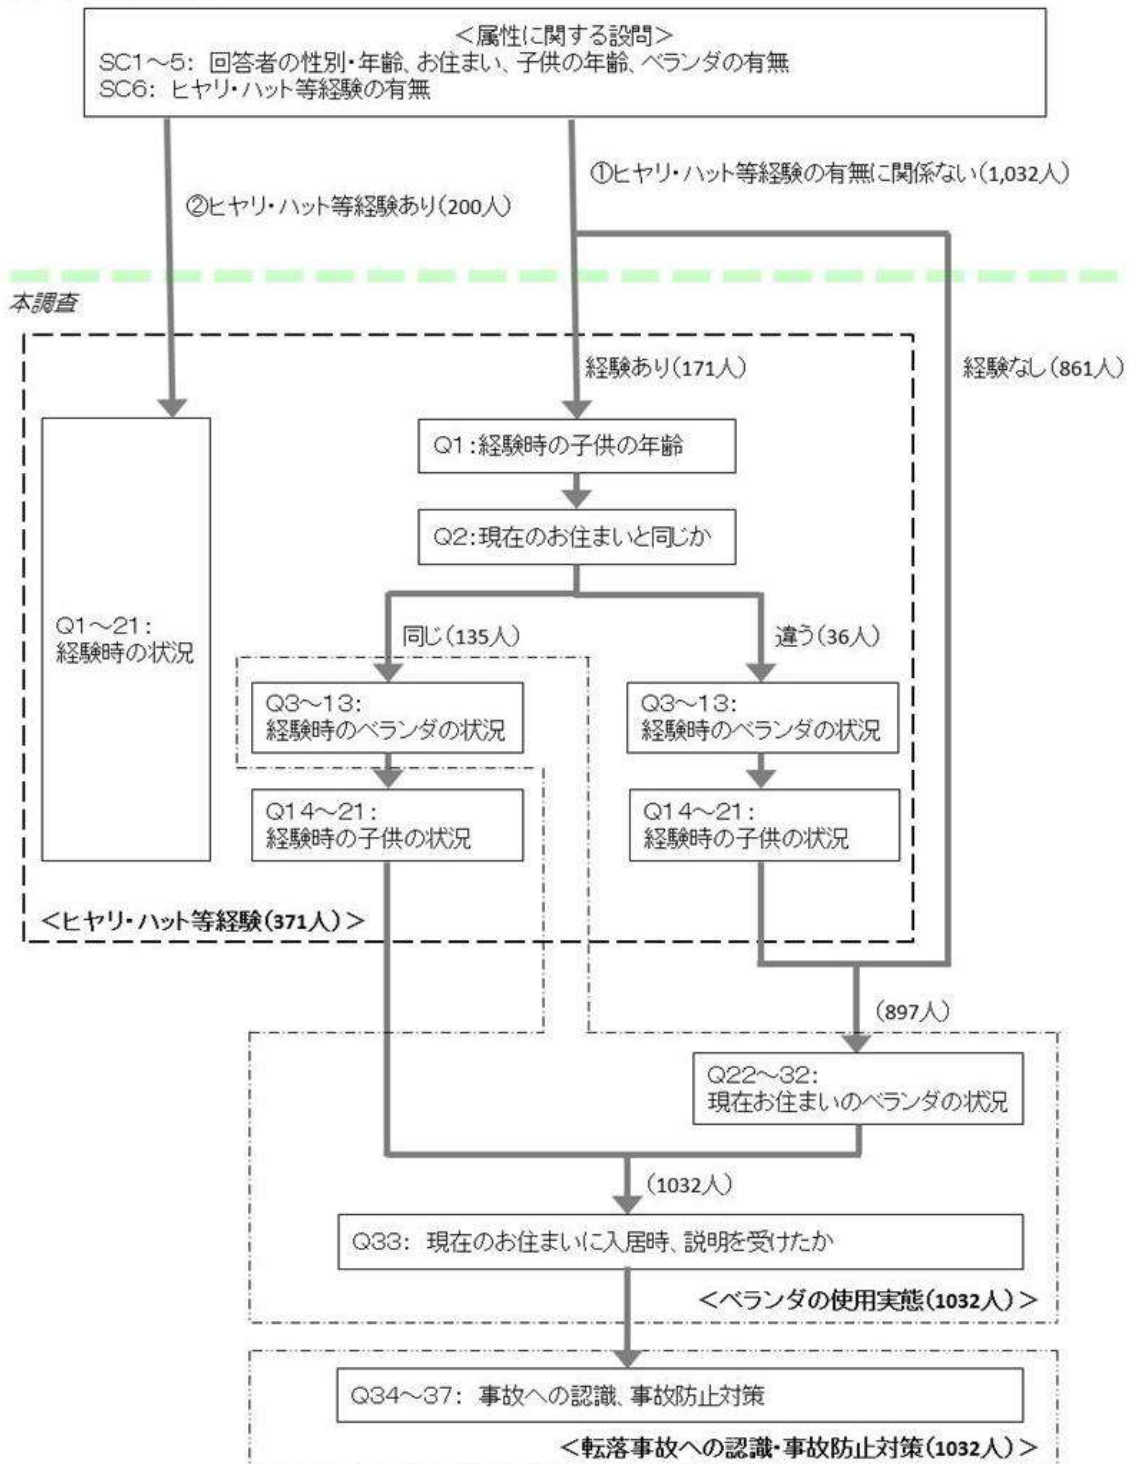 <属性に関する設問>
SC1～5: 回答者の性別・年齢、お住まい、子供の年齢、ベランダの有無
SC6: ヒヤリ・ハット等経験の有無
①ヒヤリ・ハット等経験の有無に関係ない(1,032人)
②ヒヤリ・ハット等経験あり(200人)
本調査
経験あり(171人)
経験なし(861人)
Q1:経験時の子供の年齢
Q2:現在のお住まいと同じか
Q1～21:
経験時の状況
同じ(135人)
違う(36人)
Q3～13:
経験時のベランダの状況
Q3～13:
経験時のベランダの状況
Q14～21:
経験時の子供の状況
Q14～21:
経験時の子供の状況
<ヒヤリ・ハット等経験(371人)>
(897人)
Q22～32:
現在お住まいのベランダの状況
(1032人)
Q33: 現在のお住まいに入居時、説明を受けたか
<ベランダの使用実態(1032人)>
Q34～37: 事故への認識、事故防止対策
<転落事故への認識・事故防止対策(1032人)>